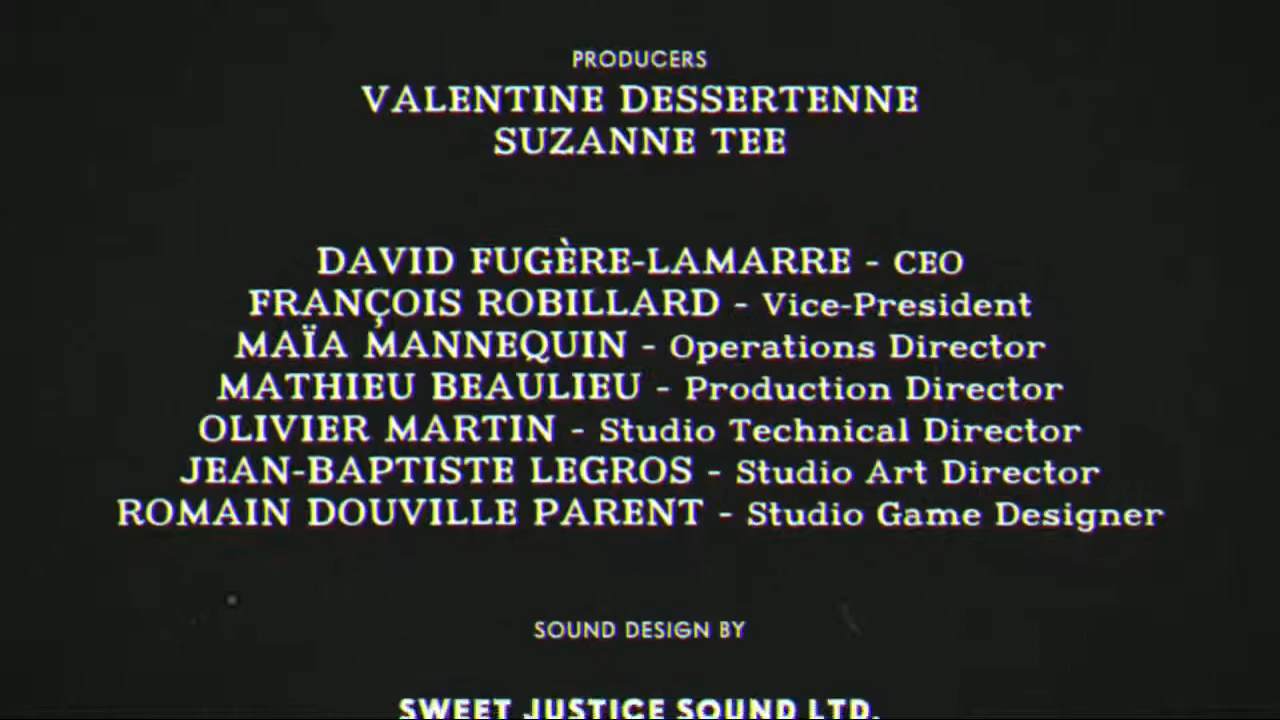 PRODUCERS
VALENTINE DESSERTENNE
SUZANNE TEE
DAVID FUGÈRE-LAMARRE - CEO
FRANÇOIS ROBILLARD - Vice-President
MAÏA MANNEQUIN - Operations Director
MATHIEU BEAULIEU - Production Director
OLIVIER MARTIN - Studio Technical Director
JEAN-BAPTISTE LEGROS - Studio Art Director
ROMAIN DOUVILLE PARENT - Studio Game Designer
SOUND DESIGN BY
SWEET JUSTICE SOUND LTD.